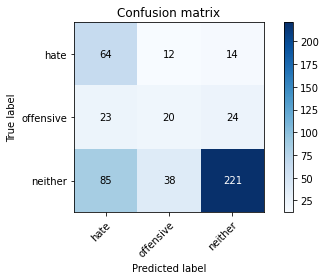 Confusion matrix
True label
hate
offensive
neither
64 12 14
23 20 24
85 38 221
hate
offensive
neither
Predicted label
200
175
150
125
100
75
50
25